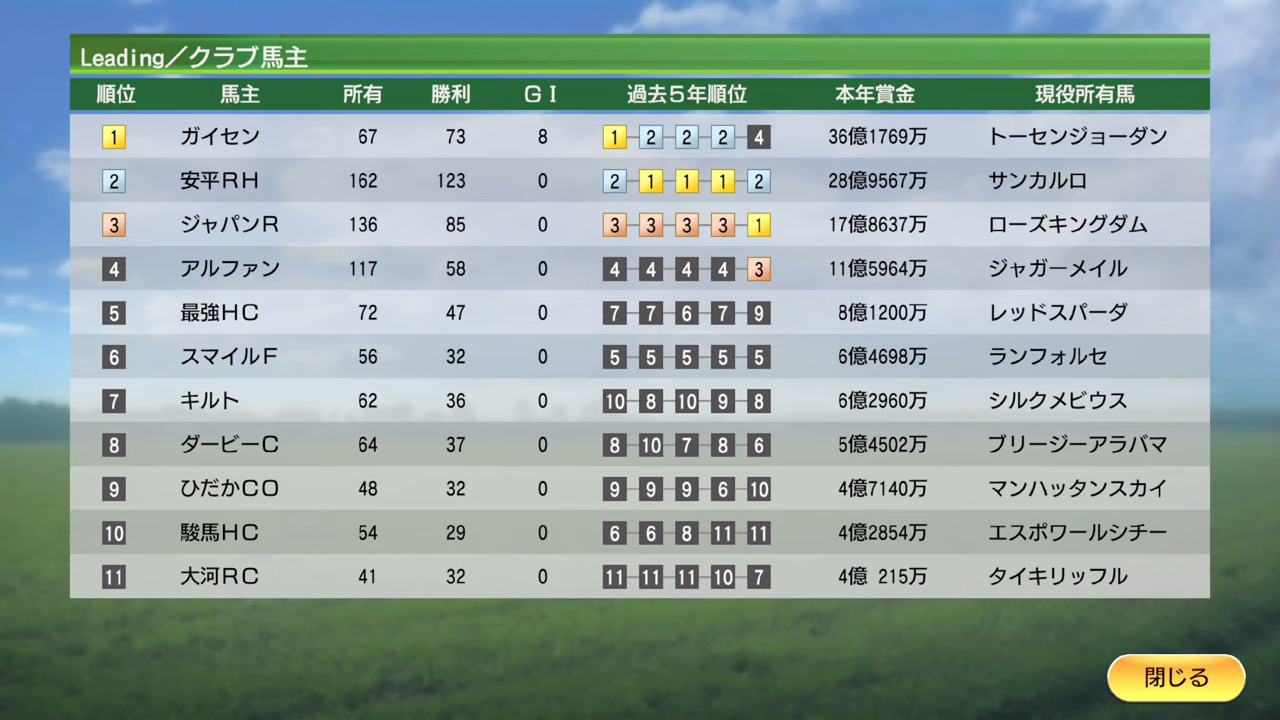 Leading／クラブ馬主
順位 馬主 所有 勝利 GⅠ 過去5年順位 本年賞金 現役所有馬
1 ガイセン 67 73 8 1-2-2-2-4 36億1769万 トーセンジョーダン
2 安平RH 162 123 0 2-1-1-1-2 28億9567万 サンカルロ
3 ジャパンR 136 85 0 3-3-3-3-1 17億8637万 ローズキングダム
4 アルファン 117 58 0 4-4-4-4-3 11億5964万 ジャガーメイル
5 最強HC 72 47 0 7-7-6-7-9 8億1200万 レッドスパーダ
6 スマイルF 56 32 0 5-5-5-5-5 6億4698万 ランフォルセ
7 キルト 62 36 0 10-8-10-9-8 6億2960万 シルクメビウス
8 ダービーC 64 37 0 8-10-7-8-6 5億4502万 ブリージーアラバマ
9 ひだかCO 48 32 0 9-9-9-6-10 4億7140万 マンハッタンスカイ
10 駿馬HC 54 29 0 6-6-8-11-11 4億2854万 エスポワールシチー
11 大河RC 41 32 0 11-11-11-10-7 4億 215万 タイキリッフル
閉じる